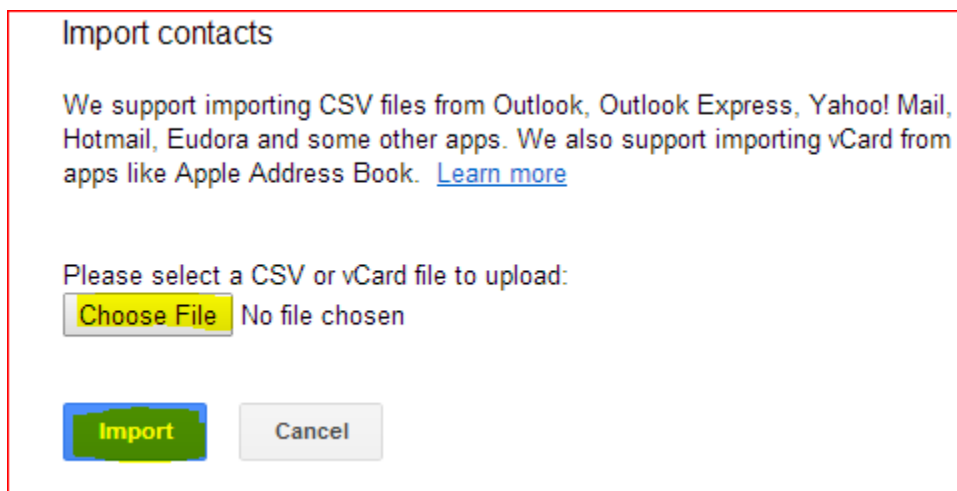 Import contacts
We support importing CSV files from Outlook, Outlook Express, Yahoo! Mail,
Hotmail, Eudora and some other apps. We also support importing vCard from
apps like Apple Address Book. Learn more
Please select a CSV or vCard file to upload:
Choose File No file chosen
Import Cancel